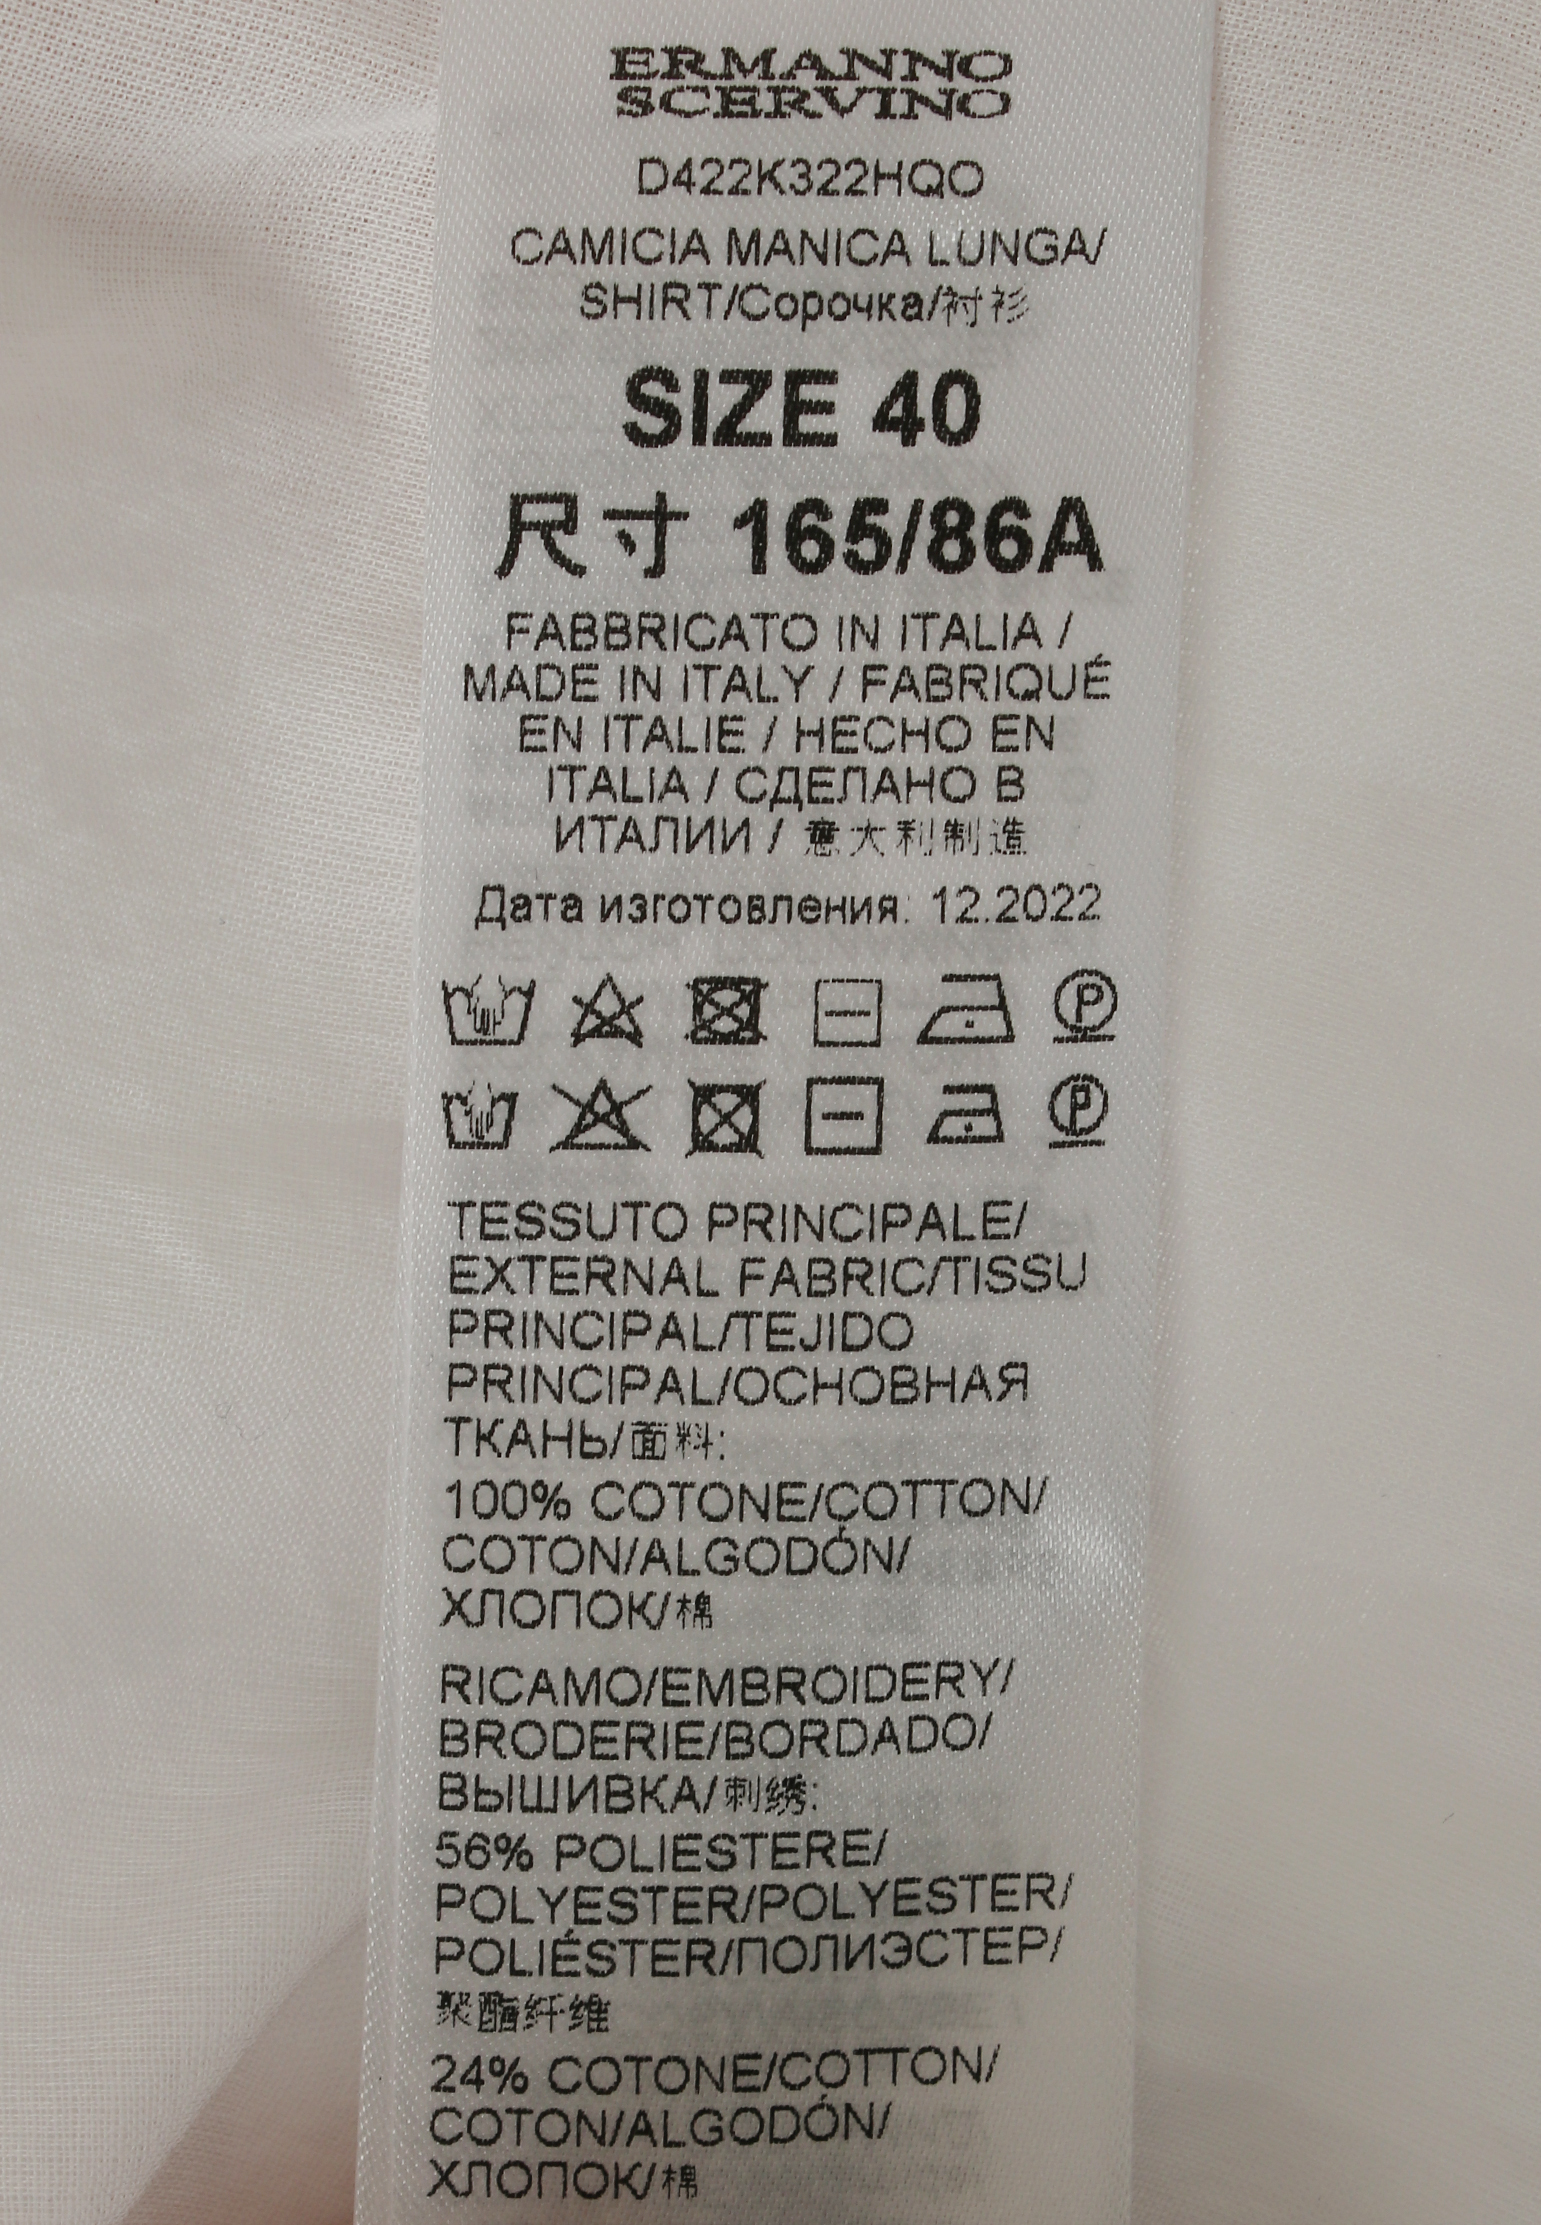 ERMANNO
SCERVINO
D422K322HQO
CAMICIA MANICA LUNGA/
SHIRT/Сорочка/衬衫
SIZE 40
尺寸 165/86A
FABBRICATO IN ITALIA /
MADE IN ITALY / FABRIQUÉ
EN ITALIE / HECHO EN
ITALIA / СДЕЛАНО В
ИТАЛИИ / 意大利制造
Дата изготовления: 12.2022
P
P
TESSUTO PRINCIPALE/
EXTERNAL FABRIC/TISSU
PRINCIPAL/TEJIDO
PRINCIPAL/ОСНОВНАЯ
ТКАНЬ/面料:
100% COTONE/COTTON/
COTON/ALGODÓN/
ХЛОПОК/棉
RICAMO/EMBROIDERY/
BRODERIE/BORDADO/
ВЫШИВКА/刺绣:
56% POLIESTERE/
POLYESTER/POLYESTER/
POLIÉSTER/ПОЛИЭСТЕР/
聚酯纤维
24% COTONE/COTTON/
COTON/ALGODÓN/
ХЛОПОК/棉